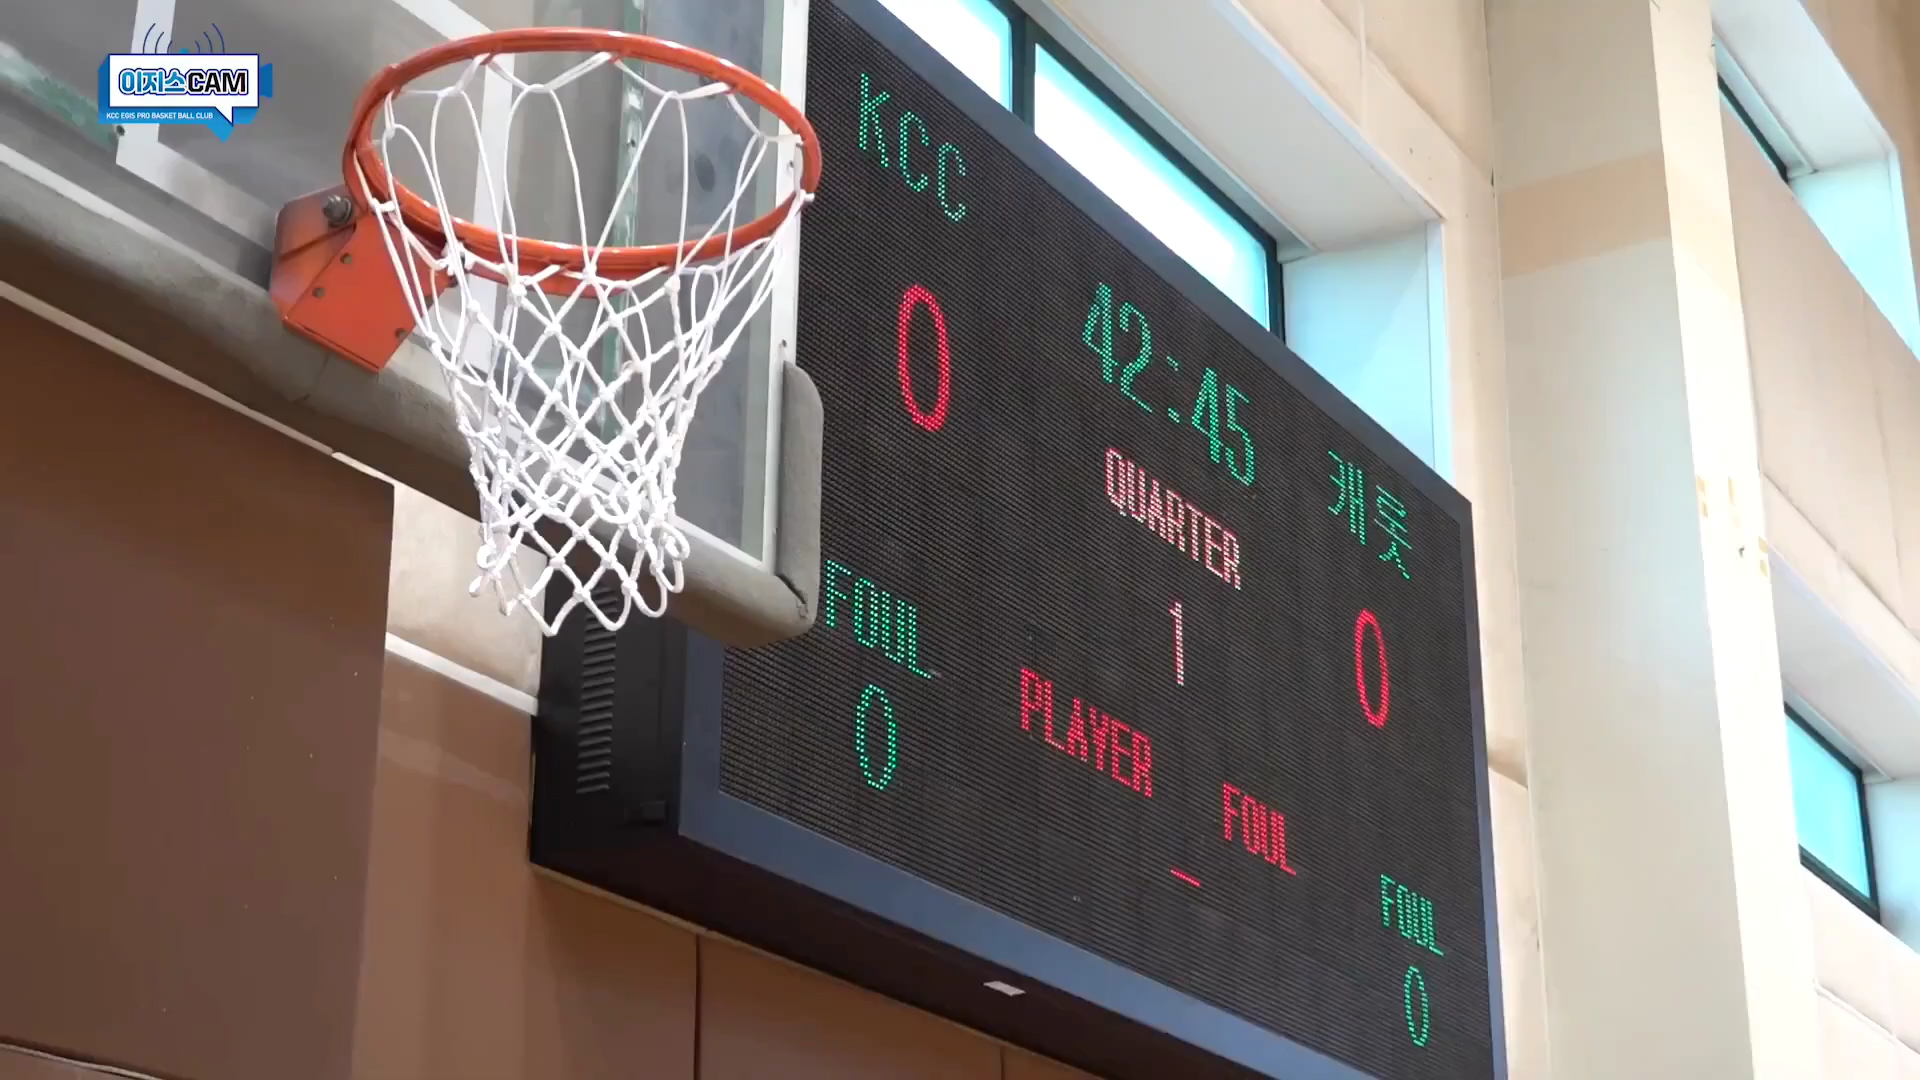 이지스CAM
KCC EGIS PRO BASKET BALL CLUB
KCC
0
42:45
QUARTER
1
캐롯
0
FOUL
0
PLAYER
FOUL
_
FOUL
0